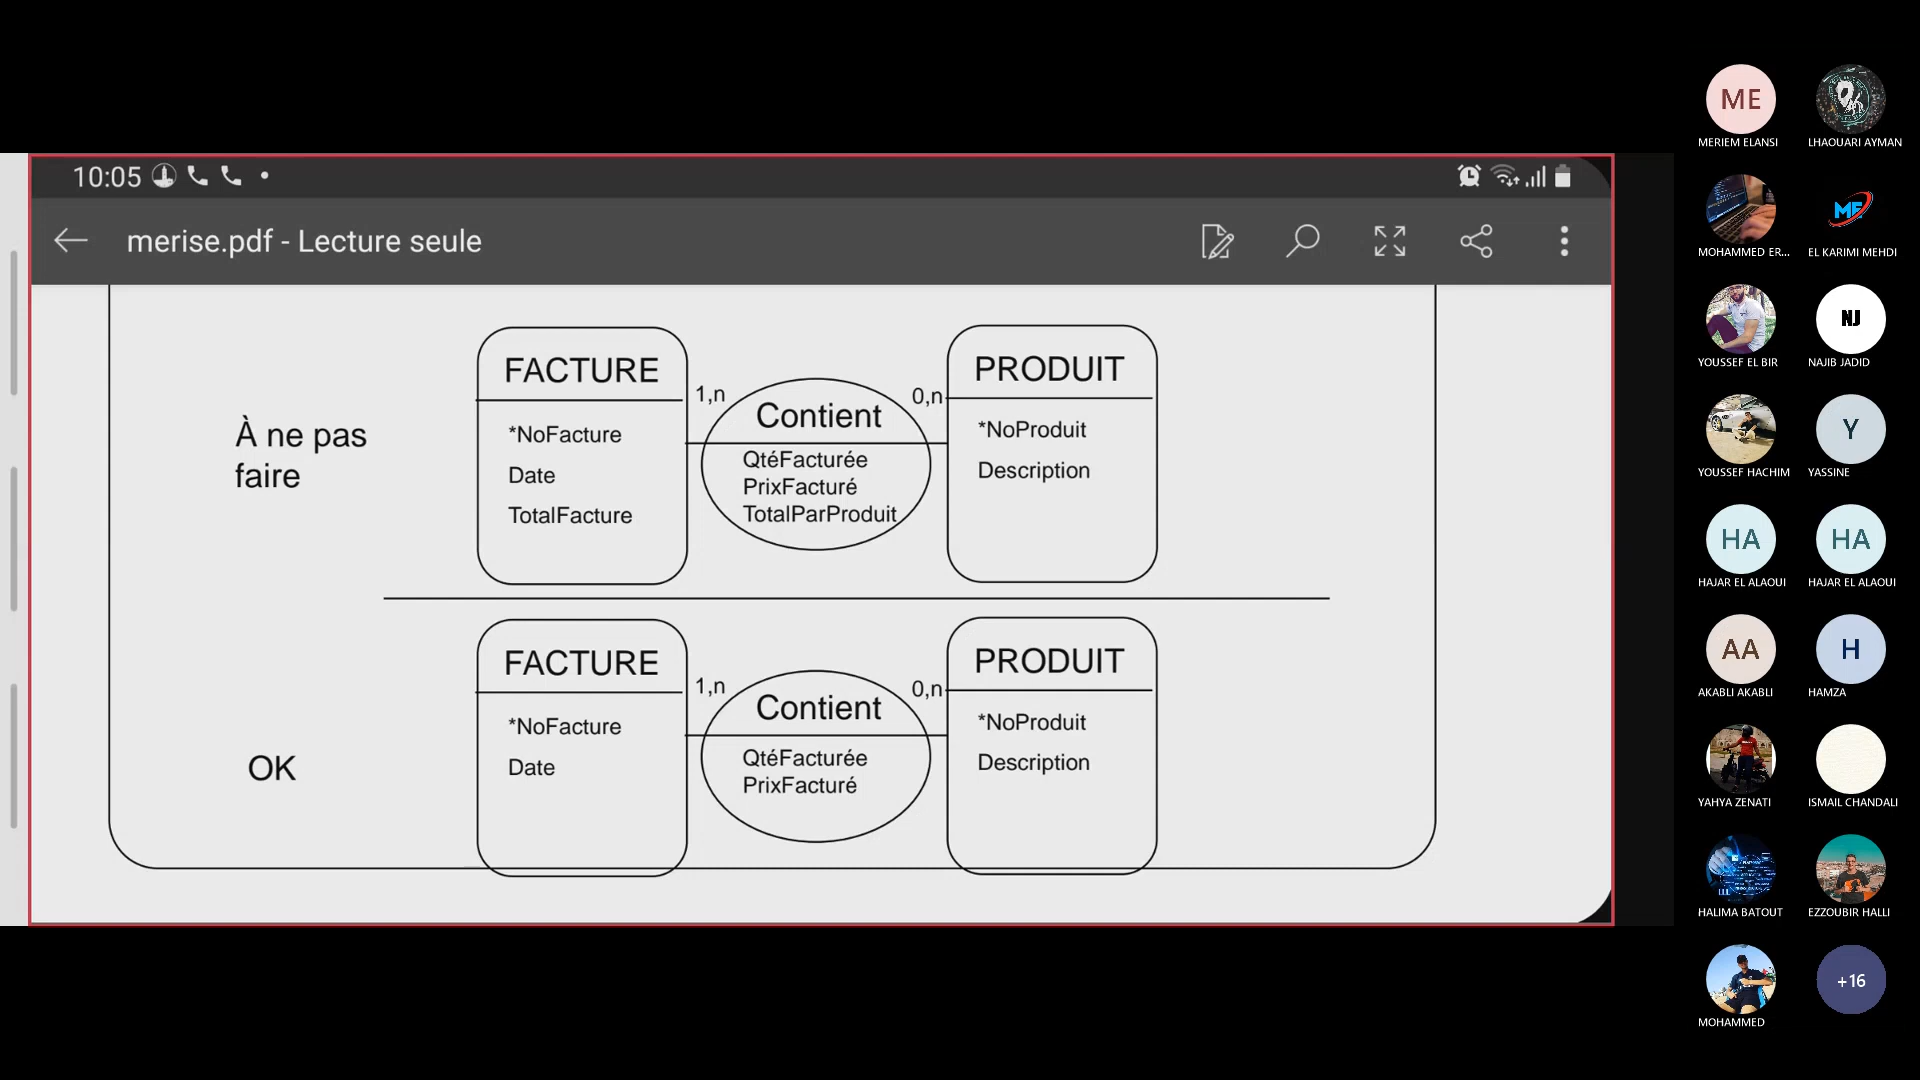 10:05
merise.pdf - Lecture seule
À ne pas
faire
FACTURE
*NoFacture
Date
TotalFacture
1,n
Contient
QtéFacturée
PrixFacturé
TotalParProduit
0,n
PRODUIT
*NoProduit
Description
OK
FACTURE
*NoFacture
Date
1,n
Contient
QtéFacturée
PrixFacturé
0,n
PRODUIT
*NoProduit
Description
ME
MERIEM ELANSI
LHAOUARI AYMAN
MOHAMMED ER...
ME
EL KARIMI MEHDI
YOUSSEF EL BIR
NJ
NAJIB JADID
YOUSSEF HACHIM
Y
YASSINE
HA
HAJAR EL ALAOUI
HA
HAJAR EL ALAOUI
AA
AKABLI AKABLI
H
HAMZA
YAHYA ZENATI
ISMAIL CHANDALI
HALIMA BATOUT
EZZOUBIR HALLI
MOHAMMED
+16